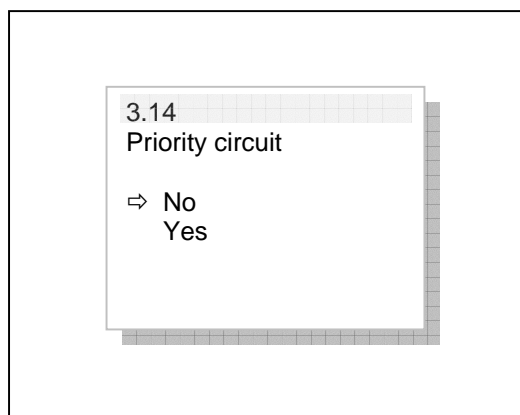 3.14
Priority circuit
⇨ No
Yes